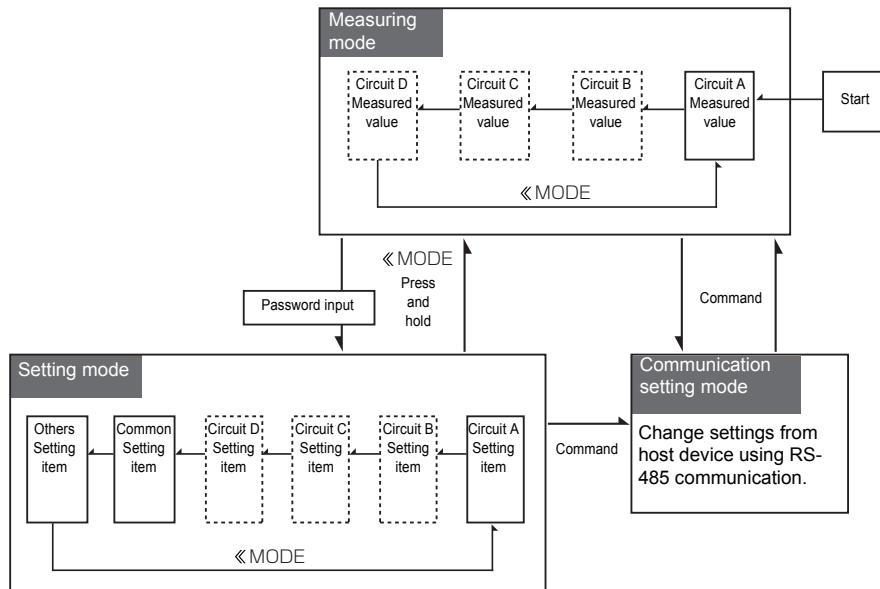 Measuring
mode
Circuit D
Measured
value
Circuit C
Measured
value
Circuit B
Measured
value
Circuit A
Measured
value
Start
≪MODE
Password input
≪MODE
Press
and
hold
Command
Setting mode
Others
Setting
item
Common
Setting
item
Circuit D
Setting
item
Circuit C
Setting
item
Circuit B
Setting
item
Circuit A
Setting
item
≪MODE
Command
Communication
setting mode
Change settings from
host device using RS-
485 communication.